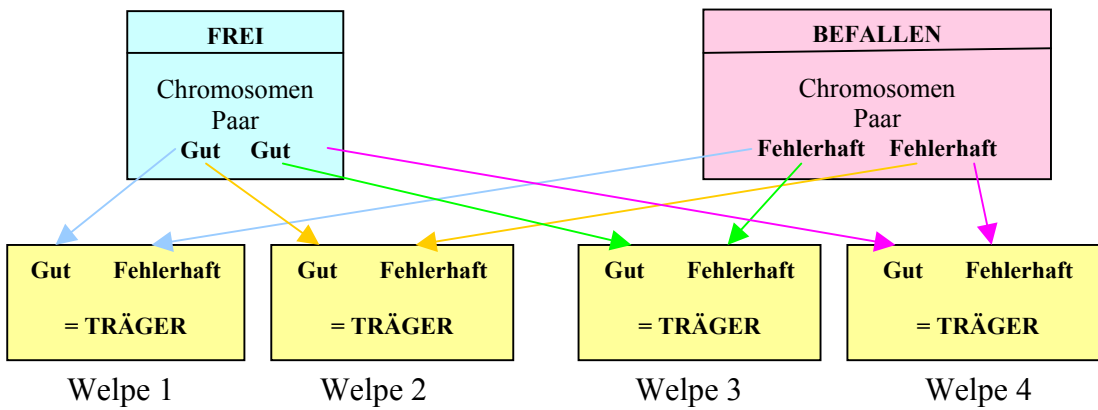 FREI
Chromosomen
Paar
Gut Gut
BEFALLEN
Chromosomen
Paar
Fehlerhaft Fehlerhaft
Gut Fehlerhaft
= TRÄGER
Welpe 1
Gut Fehlerhaft
= TRÄGER
Welpe 2
Gut Fehlerhaft
= TRÄGER
Welpe 3
Gut Fehlerhaft
= TRÄGER
Welpe 4